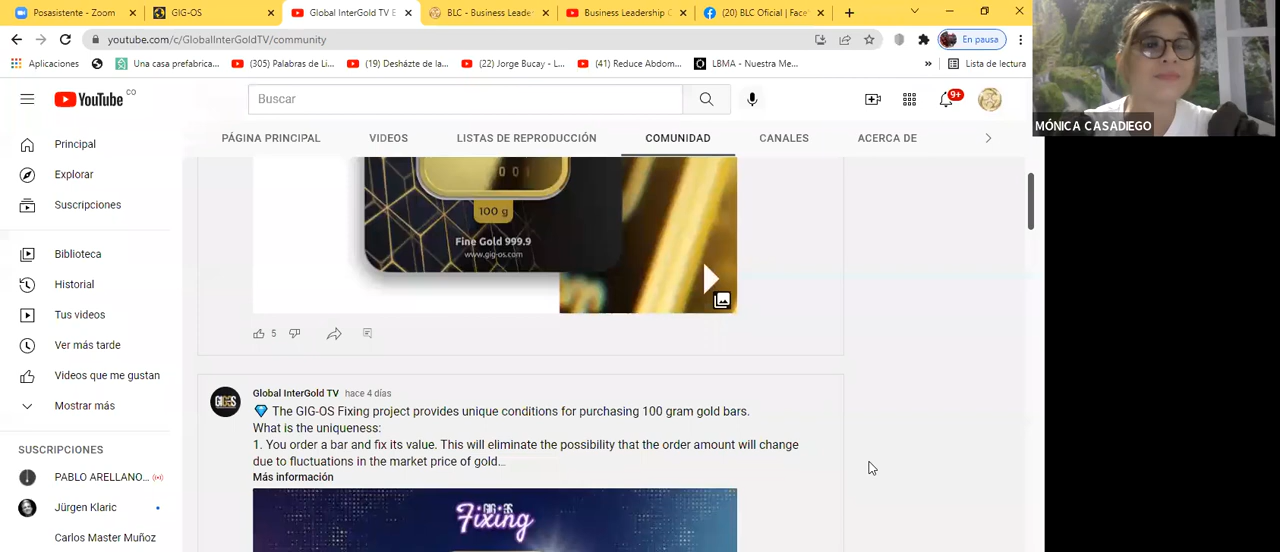 Posasistente - Zoom
GIG-OS
Global InterGold TV
BLC - Business Leade
Business Leadership
(20) BLC Oficial | Face
youtube.com/c/GlobalInterGoldTV/community
En pausa
Aplicaciones
Una casa prefabric...
(305) Palabras de Li...
(19) Desházte de la...
(22) Jorge Bucay - L...
(41) Reduce Abdom...
LBMA - Nuestra Me...
»
Lista de lectura
YouTube CO
Buscar
9+
MÓNICA CASADIEGO
PÁGINA PRINCIPAL
VIDEOS
LISTAS DE REPRODUCCIÓN
COMUNIDAD
CANALES
ACERCA DE
Principal
Explorar
Suscripciones
Biblioteca
Historial
Tus videos
Ver más tarde
Videos que me gustan
Mostrar más
SUSCRIPCIONES
PABLO ARELLANO...
Jürgen Klaric
Carlos Master Muñoz
100 g
Fine Gold 999.9
www.gig-os.com
5
Global InterGold TV hace 4 días
The GIG-OS Fixing project provides unique conditions for purchasing 100 gram gold bars.
What is the uniqueness:
1. You order a bar and fix its value. This will eliminate the possibility that the order amount will change
due to fluctuations in the market price of gold...
Más información
GIG-OS
Fixing